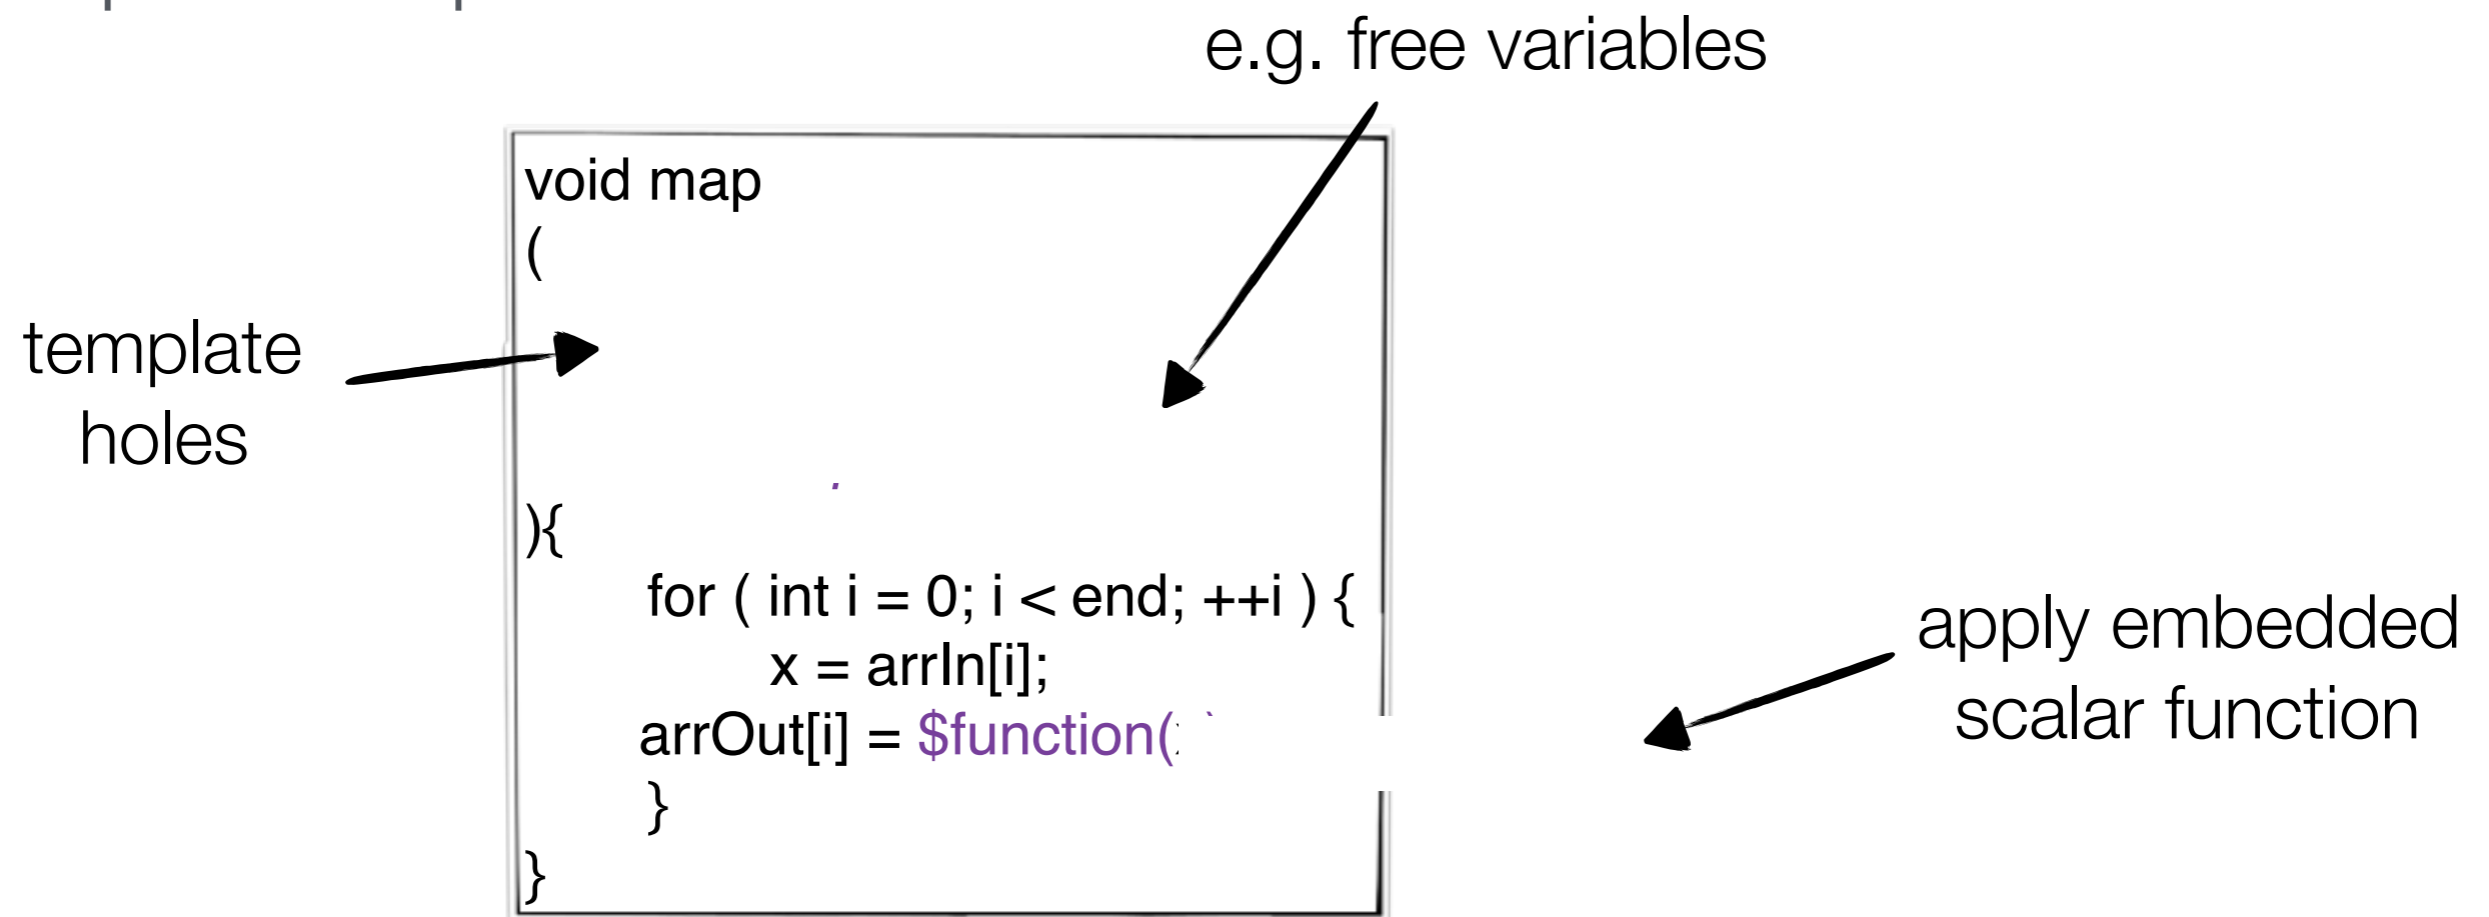 e.g. free variables
void map
(
template
holes
){
for ( int i = 0; i < end; ++i ) {
x = arrIn[i];
arrOut[i] = $function(
}
}
apply embedded
scalar function